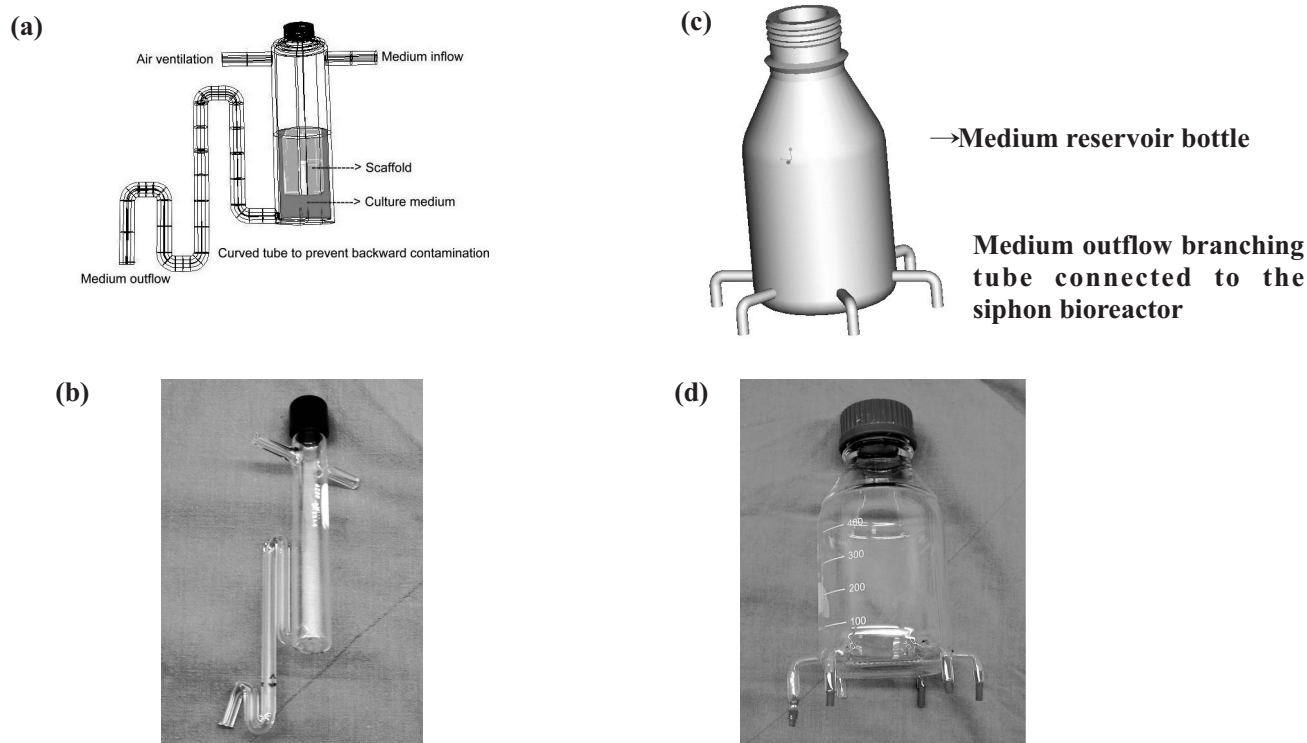 (a)
Air ventilation
Medium inflow
Scaffold
Culture medium
Curved tube to prevent backward contamination
Medium outflow
(c)
→Medium reservoir bottle
Medium outflow branching
tube connected to the
siphon bioreactor
(b)
(d)
400
300
200
100